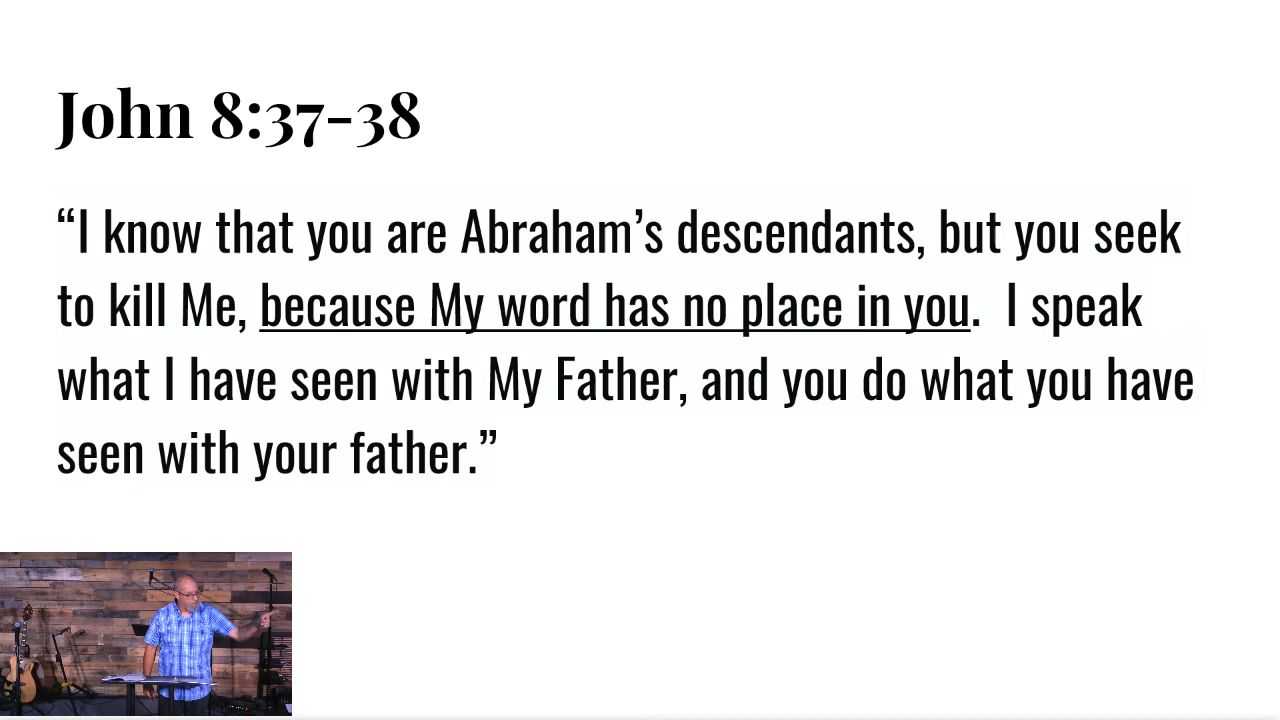 John 8:37-38
“I know that you are Abraham’s descendants, but you seek
to kill Me, because My word has no place in you.  I speak
what I have seen with My Father, and you do what you have
seen with your father.”